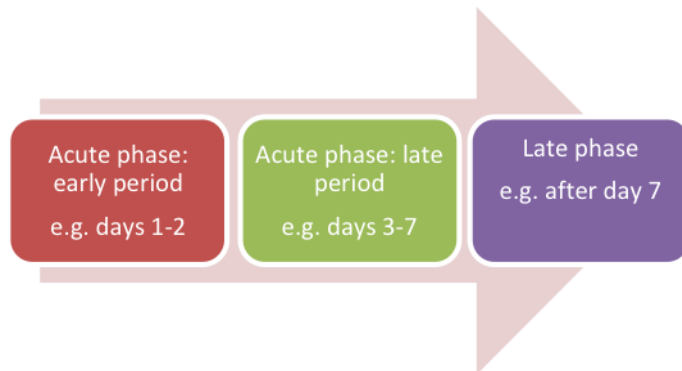 Acute phase:
early period
e.g. days 1-2
Acute phase: late
period
e.g. days 3-7
Late phase
e.g. after day 7